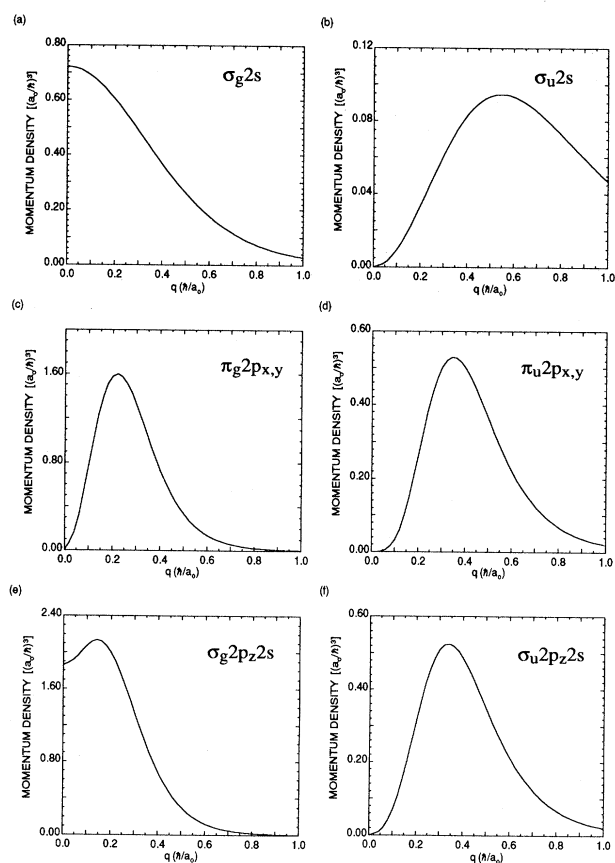 (a)
MOMENTUM DENSITY [(a₀/ħ)³]
0.80
0.60
0.40
0.20
0.00
σg2s
0.0 0.2 0.4 0.6 0.8 1.0
q (ħ/a₀)
(b)
MOMENTUM DENSITY [(a₀/ħ)³]
0.12
0.08
0.04
0.00
σu2s
0.0 0.2 0.4 0.6 0.8 1.0
q (ħ/a₀)
(c)
MOMENTUM DENSITY [(a₀/ħ)³]
1.60
0.80
0.00
πg2px,y
0.0 0.2 0.4 0.6 0.8 1.0
q (ħ/a₀)
(d)
MOMENTUM DENSITY [(a₀/ħ)³]
0.60
0.40
0.20
0.00
πu2px,y
0.0 0.2 0.4 0.6 0.8 1.0
q (ħ/a₀)
(e)
MOMENTUM DENSITY [(a₀/ħ)³]
2.40
1.60
0.80
0.00
σg2pz2s
0.0 0.2 0.4 0.6 0.8 1.0
q (ħ/a₀)
(f)
MOMENTUM DENSITY [(a₀/ħ)³]
0.60
0.40
0.20
0.00
σu2pz2s
0.0 0.2 0.4 0.6 0.8 1.0
q (ħ/a₀)